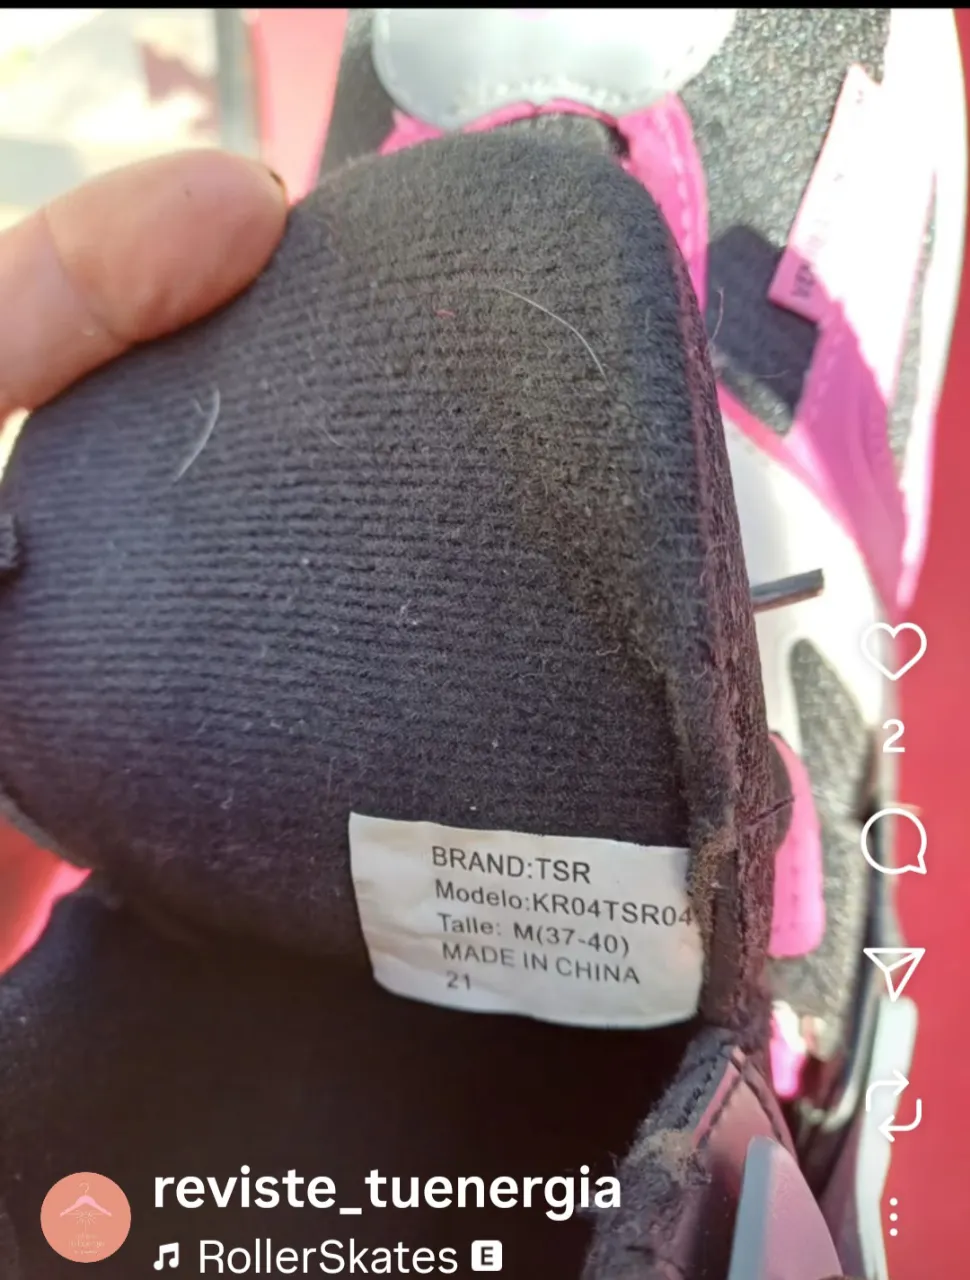 BRAND:TSR
Modelo:KR04TSR04
Talle: M(37-40)
MADE IN CHINA
21
2
reviste_tuenergia
RollerSkates E